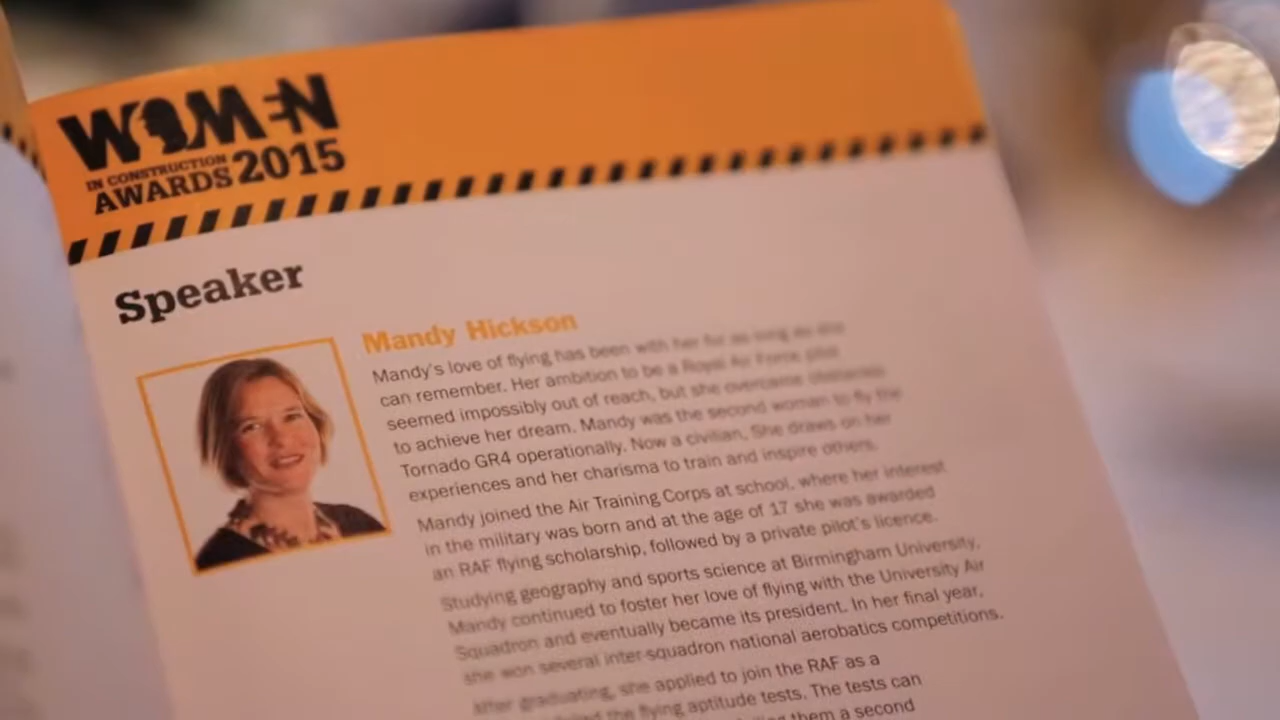 WOMEN
IN CONSTRUCTION
AWARDS 2015
Speaker
Mandy Hickson
Mandy's love of flying has been with her for as long as she
can remember. Her ambition to be a Royal Air Force pilot
seemed impossibly out of reach, but she overcame obstacles
to achieve her dream. Mandy was the second woman to fly the
Tornado GR4 operationally. Now a civilian, She draws on her
experiences and her charisma to train and inspire others.
Mandy joined the Air Training Corps at school, where her interest
in the military was born and at the age of 17 she was awarded
an RAF flying scholarship, followed by a private pilot's licence.
Studying geography and sports science at Birmingham University,
Mandy continued to foster her love of flying with the University Air
Squadron and eventually became its president. In her final year,
she won several inter-squadron national aerobatics competitions.
After graduating, she applied to join the RAF as a
the flying aptitude tests. The tests can
them a second